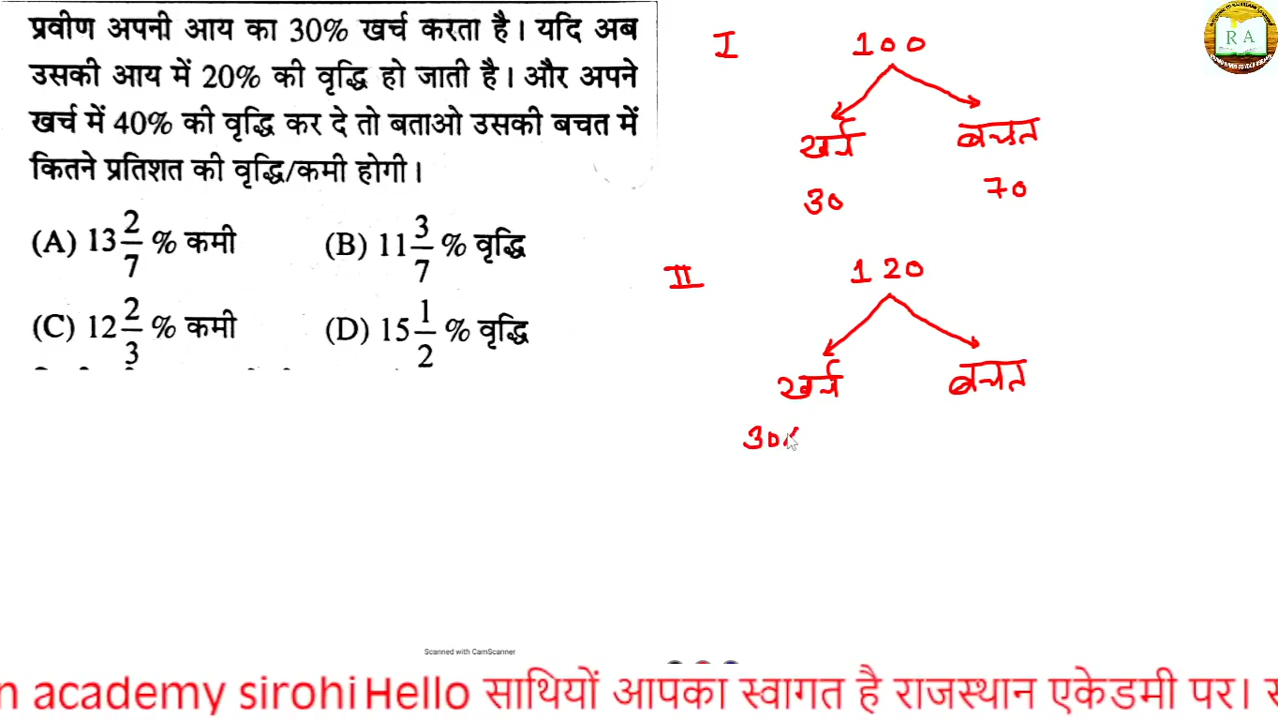 प्रवीण अपनी आय का 30% खर्च करता है। यदि अब
उसकी आय में 20% की वृद्धि हो जाती है। और अपने
खर्च में 40% की वृद्धि कर दे तो बताओ उसकी बचत में
कितने प्रतिशत की वृद्धि/कमी होगी।
(A) 13 2/7 % कमी (B) 11 3/7 % वृद्धि
(C) 12 2/3 % कमी (D) 15 1/2 % वृद्धि
I 100
खर्च बचत
30 70
II 120
खर्च बचत
30
R A
Scanned with CamScanner
n academy sirohi Hello साथियों आपका स्वागत है राजस्थान एकेडमी पर।